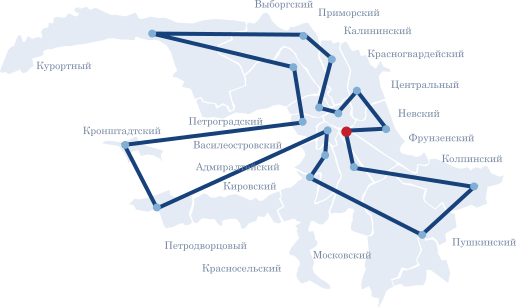 Выборгский
Приморский
Калининский
Красногвардейский
Курортный
Центральный
Невский
Петроградский
Кронштадтский
Фрунзенский
Василеостровский
Колпинский
Адмиралтейский
Кировский
Петродворцовый
Пушкинский
Московский
Красносельский